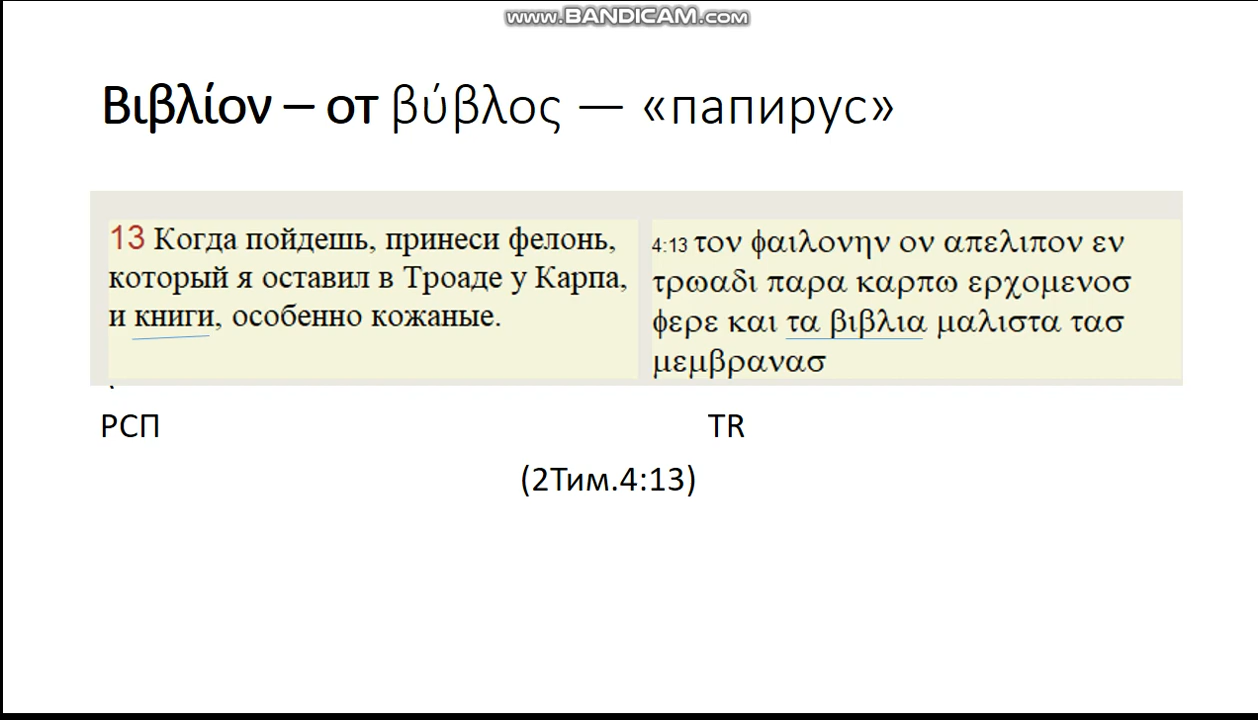 www.BANDICAM.com
Βιβλίον – от βύβλος — «папирус»
13 Когда пойдешь, принеси фелонь,
который я оставил в Троаде у Карпа,
и книги, особенно кожаные.
4:13 τον φαιλονην ον απελιπον εν
τρωαδι παρα καρπω ερχομενοσ
φερε και τα βιβλια μαλιστα τασ
μεμβρανασ
РСП
TR
(2Тим.4:13)